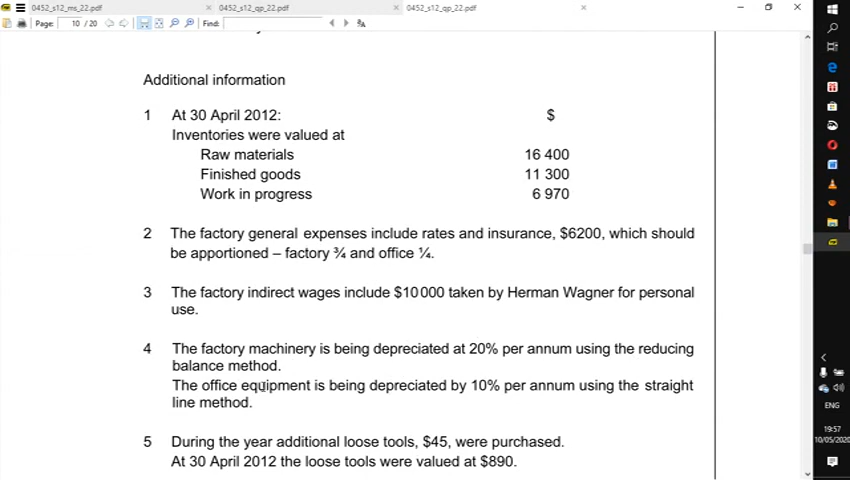 0452_s12_ms_22.pdf
0452_s12_qp_22.pdf
0452_s12_qp_22.pdf
Page: 10 / 20
Find:
Additional information
1 At 30 April 2012: $
Inventories were valued at
Raw materials 16 400
Finished goods 11 300
Work in progress 6 970
2 The factory general expenses include rates and insurance, $6200, which should
be apportioned – factory ¾ and office ¼.
3 The factory indirect wages include $10 000 taken by Herman Wagner for personal
use.
4 The factory machinery is being depreciated at 20% per annum using the reducing
balance method.
The office equipment is being depreciated by 10% per annum using the straight
line method.
5 During the year additional loose tools, $45, were purchased.
At 30 April 2012 the loose tools were valued at $890.
ENG
19:57
10/05/2020